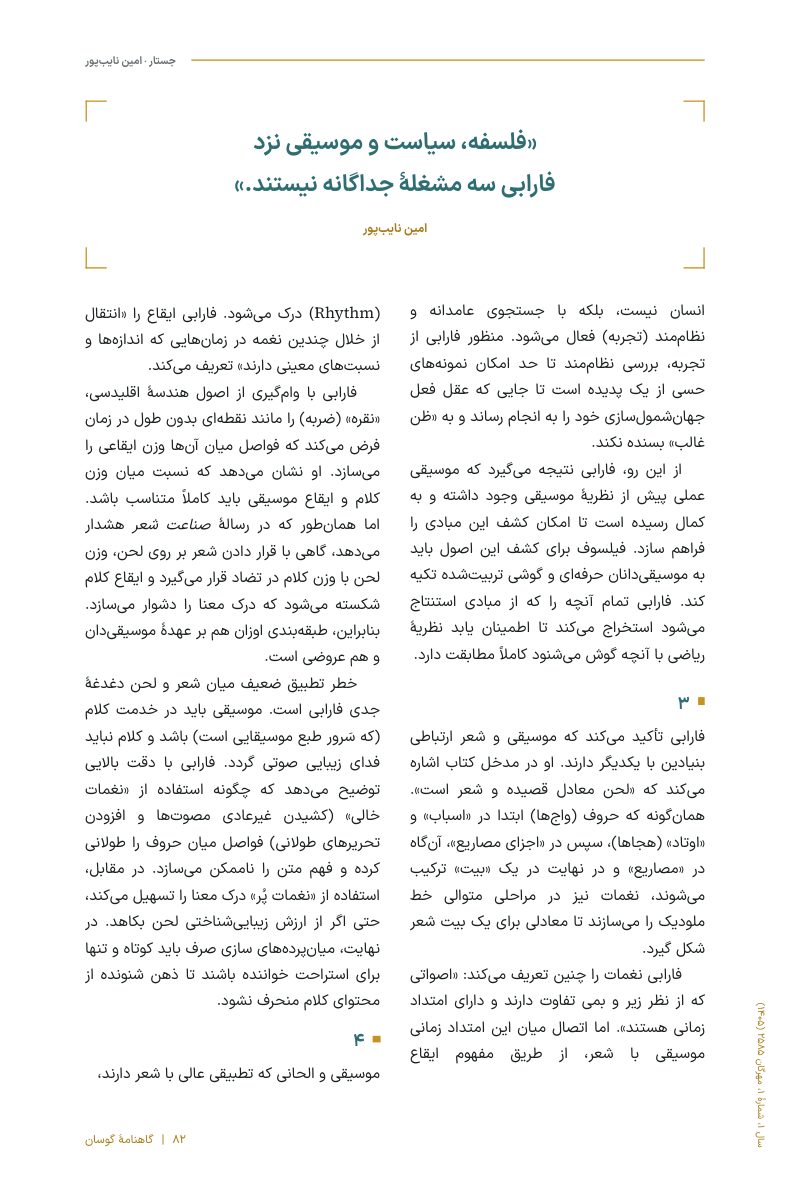 جستار · امین نایب‌پور
«فلسفه، سیاست و موسیقی نزد
فارابی سه مشغلهٔ جداگانه نیستند.»
امین نایب‌پور
انسان نیست، بلکه با جستجوی عامدانه و
نظام‌مند (تجربه) فعال می‌شود. منظور فارابی از
تجربه، بررسی نظام‌مند تا حد امکان نمونه‌های
حسی از یک پدیده است تا جایی که عقل فعل
جهان‌شمول‌سازی خود را به انجام رساند و به «ظن
غالب» بسنده نکند.
از این رو، فارابی نتیجه می‌گیرد که موسیقی
عملی پیش از نظریهٔ موسیقی وجود داشته و به
کمال رسیده است تا امکان کشف این مبادی را
فراهم سازد. فیلسوف برای کشف این اصول باید
به موسیقی‌دانان حرفه‌ای و گوشی تربیت‌شده تکیه
کند. فارابی تمام آنچه را که از مبادی استنتاج
می‌شود استخراج می‌کند تا اطمینان یابد نظریهٔ
ریاضی با آنچه گوش می‌شنود کاملاً مطابقت دارد.
۳
فارابی تأکید می‌کند که موسیقی و شعر ارتباطی
بنیادین با یکدیگر دارند. او در مدخل کتاب اشاره
می‌کند که «لحن معادل قصیده و شعر است».
همان‌گونه که حروف (واج‌ها) ابتدا در «اسباب» و
«اوتاد» (هجاها)، سپس در «اجزای مصاریع»، آن‌گاه
در «مصاریع» و در نهایت در یک «بیت» ترکیب
می‌شوند، نغمات نیز در مراحلی متوالی خط
ملودیک را می‌سازند تا معادلی برای یک بیت شعر
شکل گیرد.
فارابی نغمات را چنین تعریف می‌کند: «اصواتی
که از نظر زیر و بمی تفاوت دارند و دارای امتداد
زمانی هستند». اما اتصال میان این امتداد زمانی
موسیقی با شعر، از طریق مفهوم ایقاع
(Rhythm) درک می‌شود. فارابی ایقاع را «انتقال
از خلال چندین نغمه در زمان‌هایی که اندازه‌ها و
نسبت‌های معینی دارند» تعریف می‌کند.
فارابی با وام‌گیری از اصول هندسهٔ اقلیدسی،
«نقره» (ضربه) را مانند نقطه‌ای بدون طول در زمان
فرض می‌کند که فواصل میان آن‌ها وزن ایقاعی را
می‌سازد. او نشان می‌دهد که نسبت میان وزن
کلام و ایقاع موسیقی باید کاملاً متناسب باشد.
اما همان‌طور که در رسالهٔ صناعت شعر هشدار
می‌دهد، گاهی با قرار دادن شعر بر روی لحن، وزن
لحن با وزن کلام در تضاد قرار می‌گیرد و ایقاع کلام
شکسته می‌شود که درک معنا را دشوار می‌سازد.
بنابراین، طبقه‌بندی اوزان هم بر عهدهٔ موسیقی‌دان
و هم عروضی است.
خطر تطبیق ضعیف میان شعر و لحن دغدغهٔ
جدی فارابی است. موسیقی باید در خدمت کلام
(که سَرور طبع موسیقایی است) باشد و کلام نباید
فدای زیبایی صوتی گردد. فارابی با دقت بالایی
توضیح می‌دهد که چگونه استفاده از «نغمات
خالی» (کشیدن غیرعادی مصوت‌ها و افزودن
تحریرهای طولانی) فواصل میان حروف را طولانی
کرده و فهم متن را ناممکن می‌سازد. در مقابل،
استفاده از «نغمات پُر» درک معنا را تسهیل می‌کند،
حتی اگر از ارزش زیبایی‌شناختی لحن بکاهد. در
نهایت، میان‌پرده‌های سازی صرف باید کوتاه و تنها
برای استراحت خواننده باشند تا ذهن شنونده از
محتوای کلام منحرف نشود.
۴
موسیقی و الحانی که تطبیقی عالی با شعر دارند،
سال ۱، شمارهٔ ۱، مهرگان ۲۵۸۵ (۱۴۰۵)
۸۲ | گاهنامهٔ گوسان